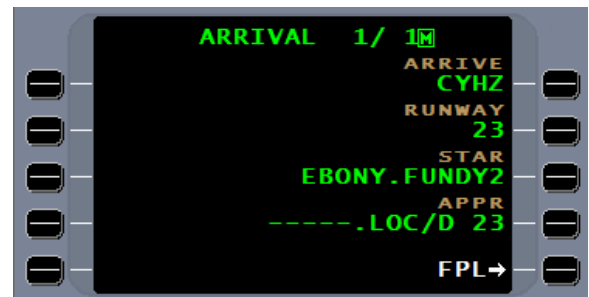 ARRIVAL 1/ 1M
ARRIVE
CYHZ
RUNWAY
23
STAR
EBONY.FUNDY2
APPR
-----.LOC/D 23
FPL→